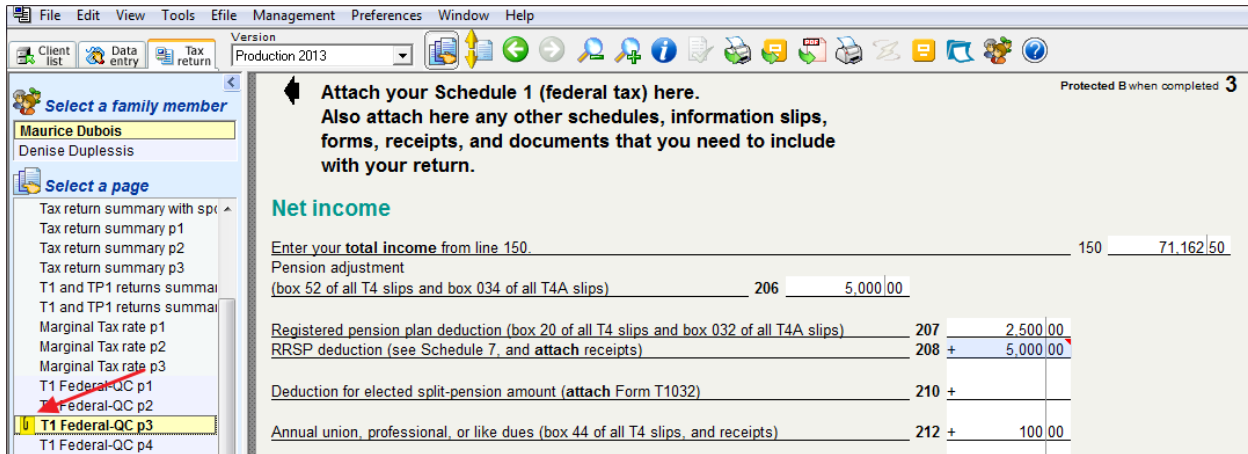 File Edit View Tools Efile Management Preferences Window Help
Client list
Data entry
Tax return
Version
Production 2013
Select a family member
Maurice Dubois
Denise Duplessis
Select a page
Tax return summary with spo
Tax return summary p1
Tax return summary p2
Tax return summary p3
T1 and TP1 returns summar
T1 and TP1 returns summar
Marginal Tax rate p1
Marginal Tax rate p2
Marginal Tax rate p3
T1 Federal-QC p1
T1 Federal-QC p2
T1 Federal-QC p3
T1 Federal-QC p4
Protected B when completed 3
Attach your Schedule 1 (federal tax) here.
Also attach here any other schedules, information slips,
forms, receipts, and documents that you need to include
with your return.
Net income
Enter your total income from line 150. 150 71,162 50
Pension adjustment
(box 52 of all T4 slips and box 034 of all T4A slips) 206 5,000 00
Registered pension plan deduction (box 20 of all T4 slips and box 032 of all T4A slips) 207 2,500 00
RRSP deduction (see Schedule 7, and attach receipts) 208 + 5,000 00
Deduction for elected split-pension amount (attach Form T1032) 210 +
Annual union, professional, or like dues (box 44 of all T4 slips, and receipts) 212 + 100 00